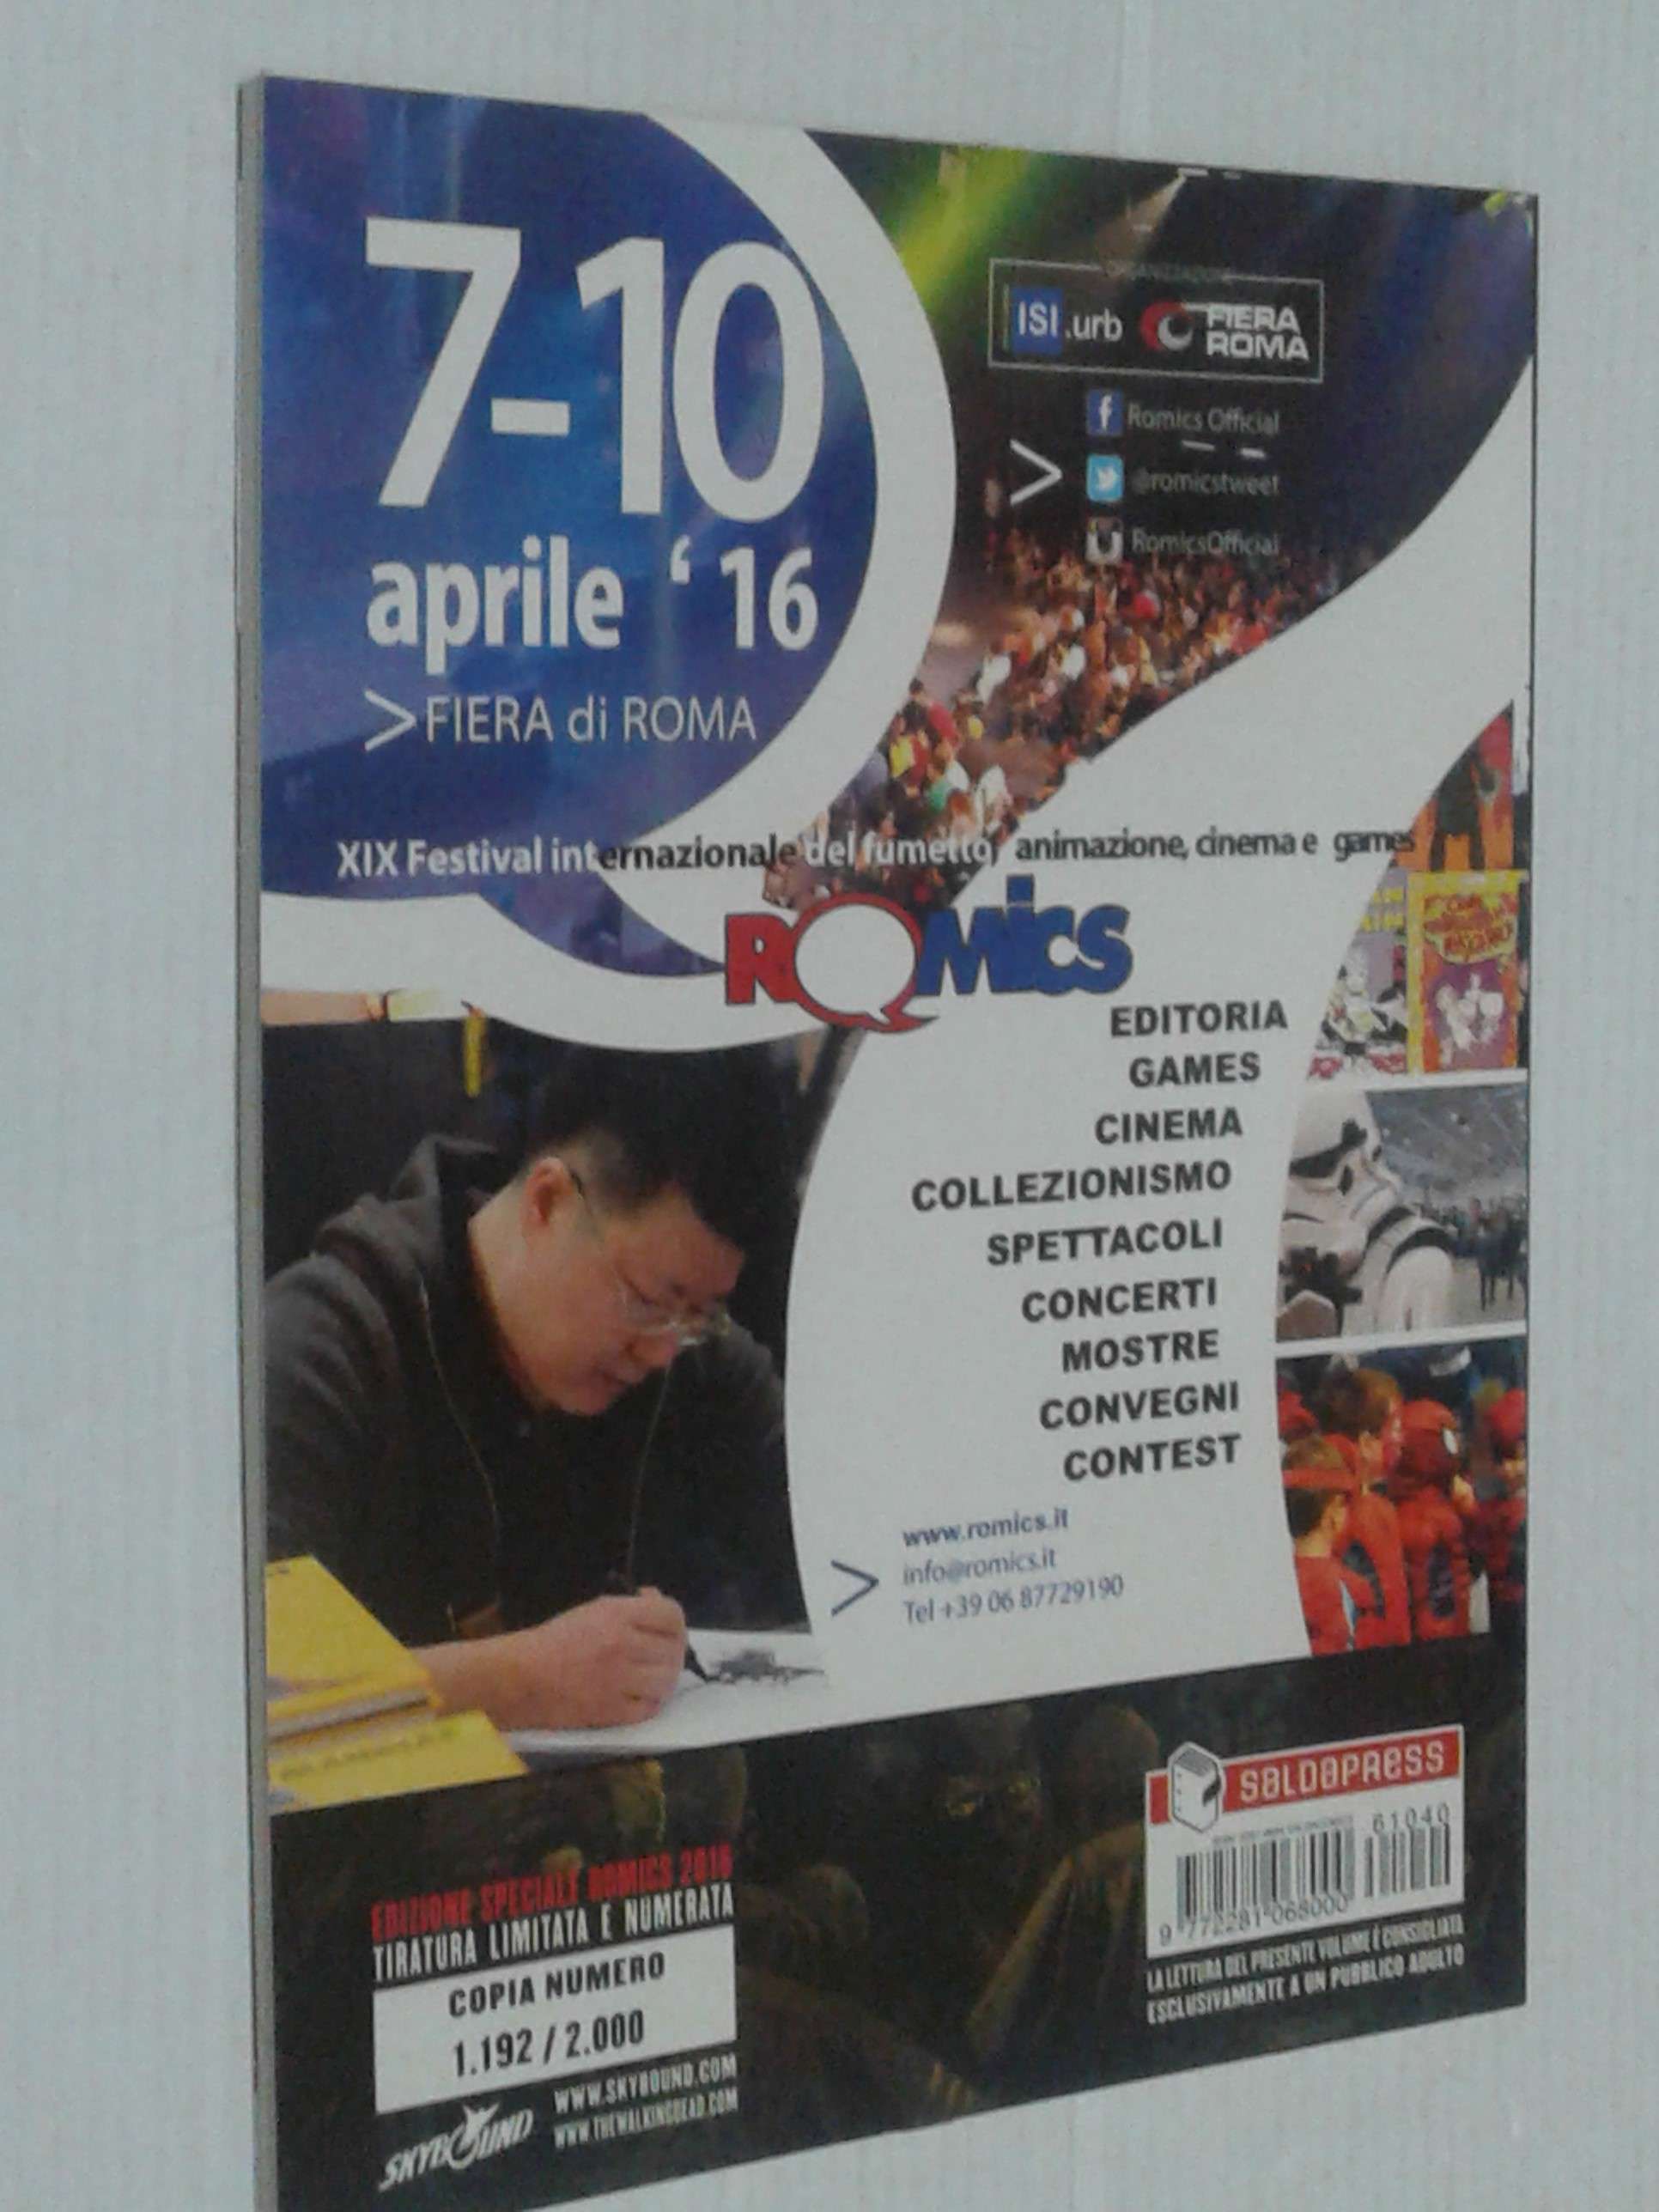 7-10
aprile ‘16
> FIERA di ROMA
ORGANIZZAZIONE
ISI.urb
FIERA
ROMA
Romics Official
@romicstweet
RomicsOfficial
XIX Festival internazionale del fumetto, animazione, cinema e games
ROMICS
EDITORIA
GAMES
CINEMA
COLLEZIONISMO
SPETTACOLI
CONCERTI
MOSTRE
CONVEGNI
CONTEST
www.romics.it
info@romics.it
Tel +39 06 87729190
SALDAPRESS
61040
9 772281 068000
LA LETTURA DEL PRESENTE VOLUME È CONSIGLIATA
ESCLUSIVAMENTE A UN PUBBLICO ADULTO
EDIZIONE SPECIALE ROMICS 2016
TIRATURA LIMITATA E NUMERATA
COPIA NUMERO
1.192 / 2.000
SKYBOUND
WWW.SKYBOUND.COM
WWW.THEWALKINGDEAD.COM